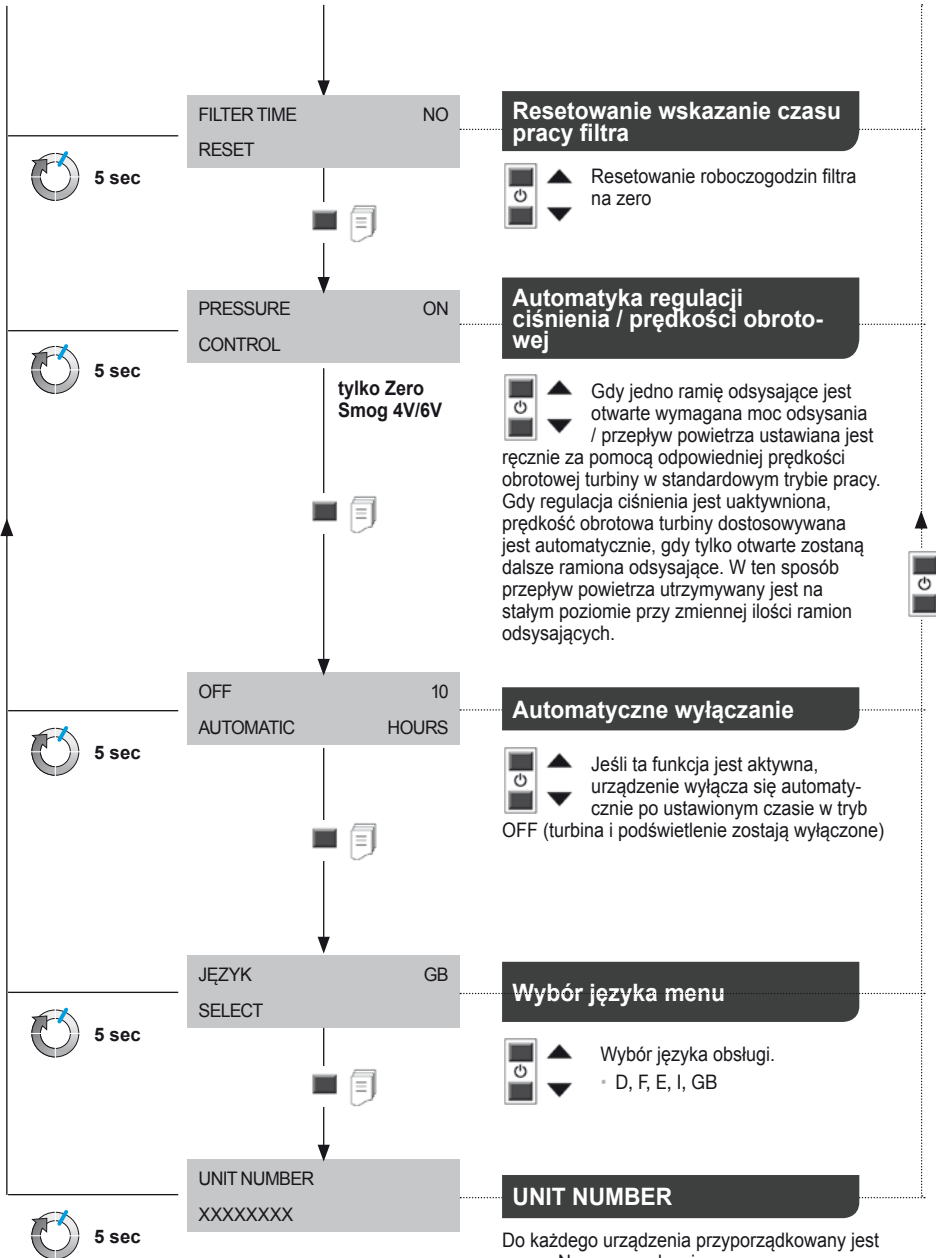 FILTER TIME NO
RESET
5 sec
Resetowanie wskazanie czasu
pracy filtra
Resetowanie roboczogodzin filtra
na zero
PRESSURE ON
CONTROL
5 sec
tylko Zero
Smog 4V/6V
Automatyka regulacji
ciśnienia / prędkości obroto-
wej
Gdy jedno ramię odsysające jest
otwarte wymagana moc odsysania
/ przepływ powietrza ustawiana jest
ręcznie za pomocą odpowiedniej prędkości
obrotowej turbiny w standardowym trybie pracy.
Gdy regulacja ciśnienia jest uaktywniona,
prędkość obrotowa turbiny dostosowywana
jest automatycznie, gdy tylko otwarte zostaną
dalsze ramiona odsysające. W ten sposób
przepływ powietrza utrzymywany jest na
stałym poziomie przy zmiennej ilości ramion
odsysających.
OFF 10
AUTOMATIC HOURS
5 sec
Automatyczne wyłączanie
Jeśli ta funkcja jest aktywna,
urządzenie wyłącza się automaty-
cznie po ustawionym czasie w tryb
OFF (turbina i podświetlenie zostają wyłączone)
JĘZYK GB
SELECT
5 sec
Wybór języka menu
Wybór języka obsługi.
• D, F, E, I, GB
UNIT NUMBER
XXXXXXXX
5 sec
UNIT NUMBER
Do każdego urządzenia przyporządkowany jest